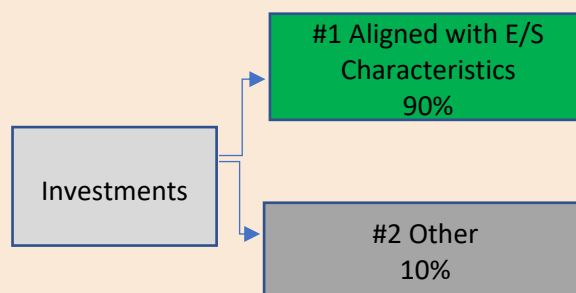 #1 Aligned with E/S
Characteristics
90%
Investments
#2 Other
10%